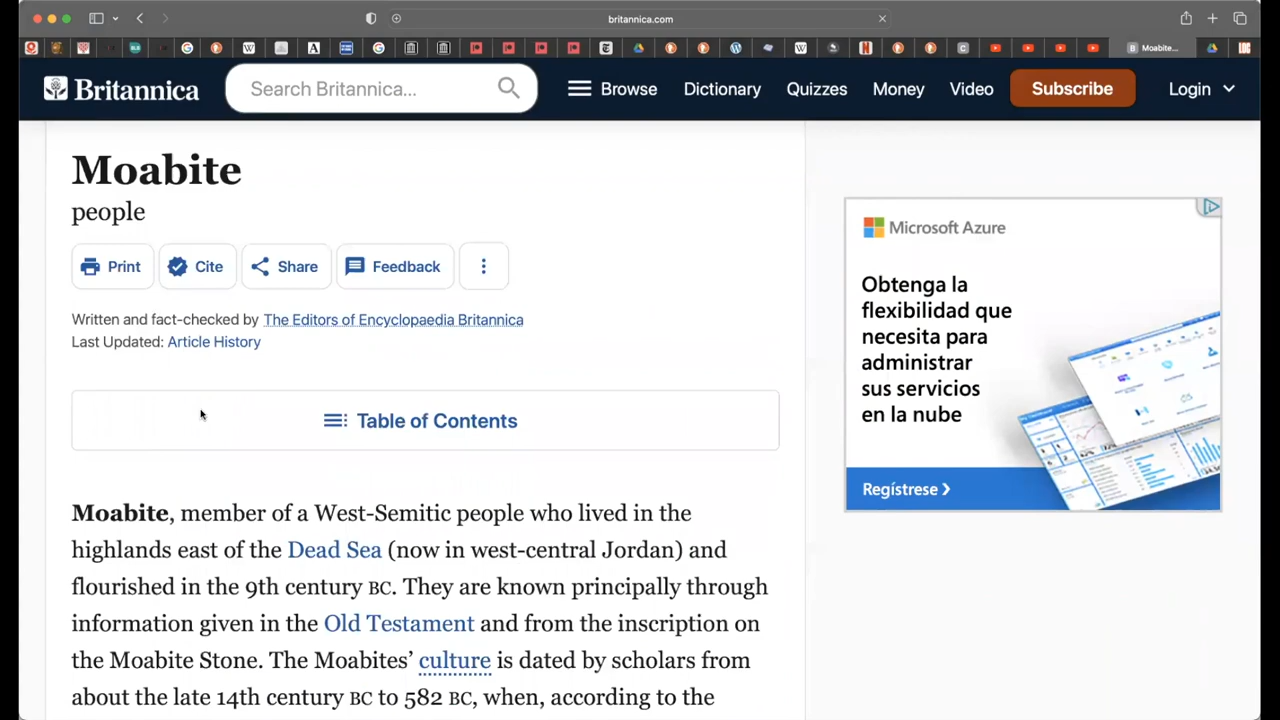 britannica.com
Moabite...
Britannica
Search Britannica...
Browse
Dictionary
Quizzes
Money
Video
Subscribe
Login
Moabite
people
Print
Cite
Share
Feedback
Written and fact-checked by The Editors of Encyclopaedia Britannica
Last Updated: Article History
Table of Contents
Moabite, member of a West-Semitic people who lived in the
highlands east of the Dead Sea (now in west-central Jordan) and
flourished in the 9th century BC. They are known principally through
information given in the Old Testament and from the inscription on
the Moabite Stone. The Moabites’ culture is dated by scholars from
about the late 14th century BC to 582 BC, when, according to the
Microsoft Azure
Obtenga la
flexibilidad que
necesita para
administrar
sus servicios
en la nube
Regístrese